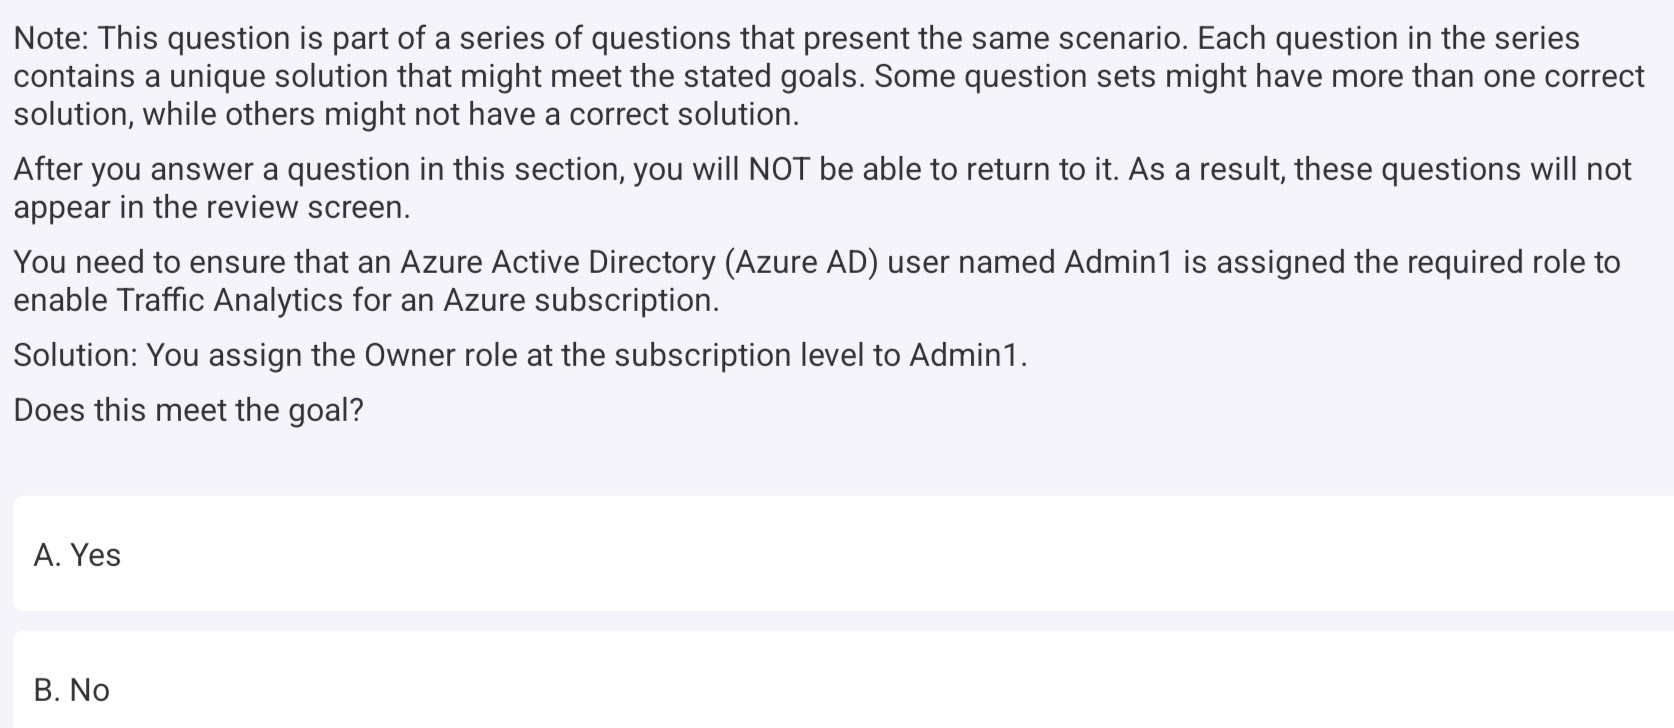 Note: This question is part of a series of questions that present the same scenario. Each question in the series
contains a unique solution that might meet the stated goals. Some question sets might have more than one correct
solution, while others might not have a correct solution.
After you answer a question in this section, you will NOT be able to return to it. As a result, these questions will not
appear in the review screen.
You need to ensure that an Azure Active Directory (Azure AD) user named Admin1 is assigned the required role to
enable Traffic Analytics for an Azure subscription.
Solution: You assign the Owner role at the subscription level to Admin1.
Does this meet the goal?
A. Yes
B. No